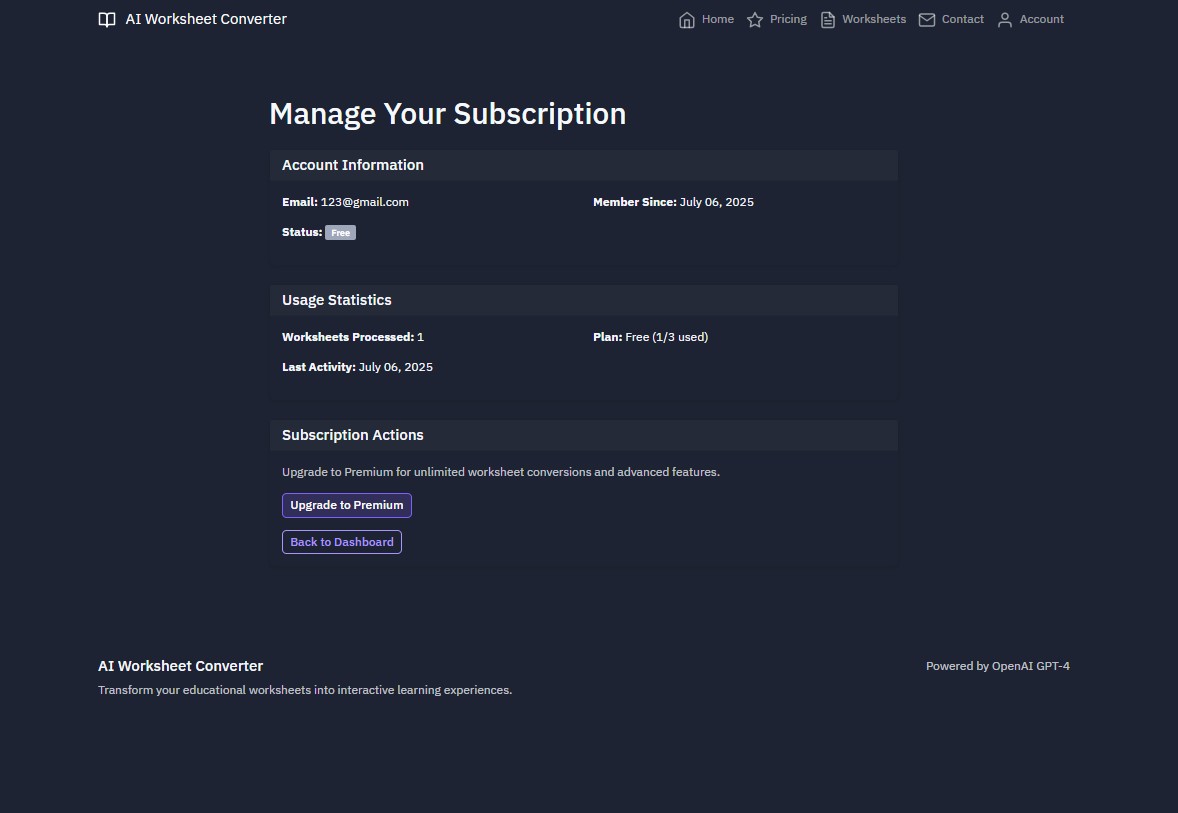 AI Worksheet Converter
Home Pricing Worksheets Contact Account
Manage Your Subscription
Account Information
Email: 123@gmail.com
Member Since: July 06, 2025
Status: Free
Usage Statistics
Worksheets Processed: 1
Plan: Free (1/3 used)
Last Activity: July 06, 2025
Subscription Actions
Upgrade to Premium for unlimited worksheet conversions and advanced features.
Upgrade to Premium
Back to Dashboard
AI Worksheet Converter
Transform your educational worksheets into interactive learning experiences.
Powered by OpenAI GPT-4